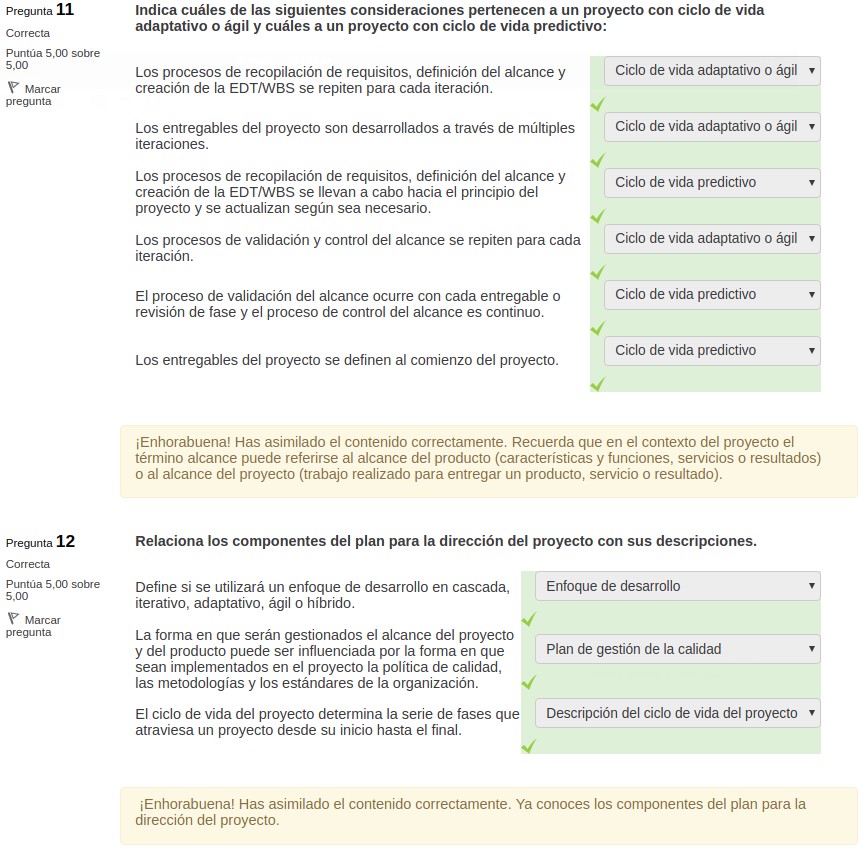 Pregunta 11
Correcta
Puntúa 5,00 sobre
5,00
Marcar
pregunta
Indica cuáles de las siguientes consideraciones pertenecen a un proyecto con ciclo de vida
adaptativo o ágil y cuáles a un proyecto con ciclo de vida predictivo:
Los procesos de recopilación de requisitos, definición del alcance y
creación de la EDT/WBS se repiten para cada iteración.
Ciclo de vida adaptativo o ágil
Los entregables del proyecto son desarrollados a través de múltiples
iteraciones.
Ciclo de vida adaptativo o ágil
Los procesos de recopilación de requisitos, definición del alcance y
creación de la EDT/WBS se llevan a cabo hacia el principio del
proyecto y se actualizan según sea necesario.
Ciclo de vida predictivo
Los procesos de validación y control del alcance se repiten para cada
iteración.
Ciclo de vida adaptativo o ágil
El proceso de validación del alcance ocurre con cada entregable o
revisión de fase y el proceso de control del alcance es continuo.
Ciclo de vida predictivo
Los entregables del proyecto se definen al comienzo del proyecto.
Ciclo de vida predictivo
¡Enhorabuena! Has asimilado el contenido correctamente. Recuerda que en el contexto del proyecto el
término alcance puede referirse al alcance del producto (características y funciones, servicios o resultados)
o al alcance del proyecto (trabajo realizado para entregar un producto, servicio o resultado).
Pregunta 12
Correcta
Puntúa 5,00 sobre
5,00
Marcar
pregunta
Relaciona los componentes del plan para la dirección del proyecto con sus descripciones.
Define si se utilizará un enfoque de desarrollo en cascada,
iterativo, adaptativo, ágil o híbrido.
Enfoque de desarrollo
La forma en que serán gestionados el alcance del proyecto
y del producto puede ser influenciada por la forma en que
sean implementados en el proyecto la política de calidad,
las metodologías y los estándares de la organización.
Plan de gestión de la calidad
El ciclo de vida del proyecto determina la serie de fases que
atraviesa un proyecto desde su inicio hasta el final.
Descripción del ciclo de vida del proyecto
¡Enhorabuena! Has asimilado el contenido correctamente. Ya conoces los componentes del plan para la
dirección del proyecto.